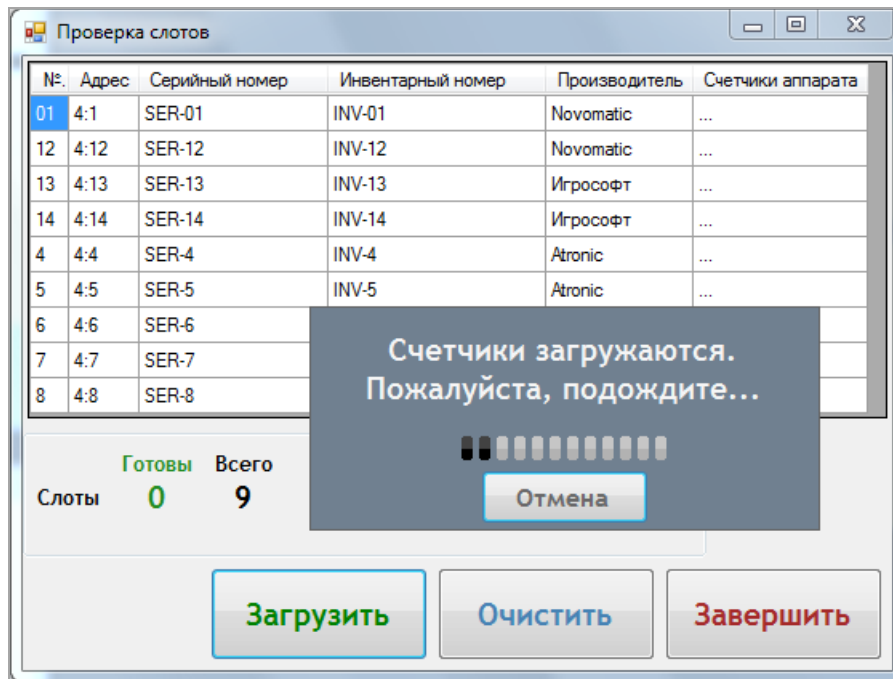 Проверка слотов
№. Адрес Серийный номер Инвентарный номер Производитель Счетчики аппарата
01 4:1 SER-01 INV-01 Novomatic ...
12 4:12 SER-12 INV-12 Novomatic ...
13 4:13 SER-13 INV-13 Игрософт ...
14 4:14 SER-14 INV-14 Игрософт ...
4 4:4 SER-4 INV-4 Atronic ...
5 4:5 SER-5 INV-5 Atronic ...
6 4:6 SER-6
7 4:7 SER-7
8 4:8 SER-8
Счетчики загружаются.
Пожалуйста, подождите...
Отмена
Готовы Всего
Слоты 0 9
Загрузить Очистить Завершить